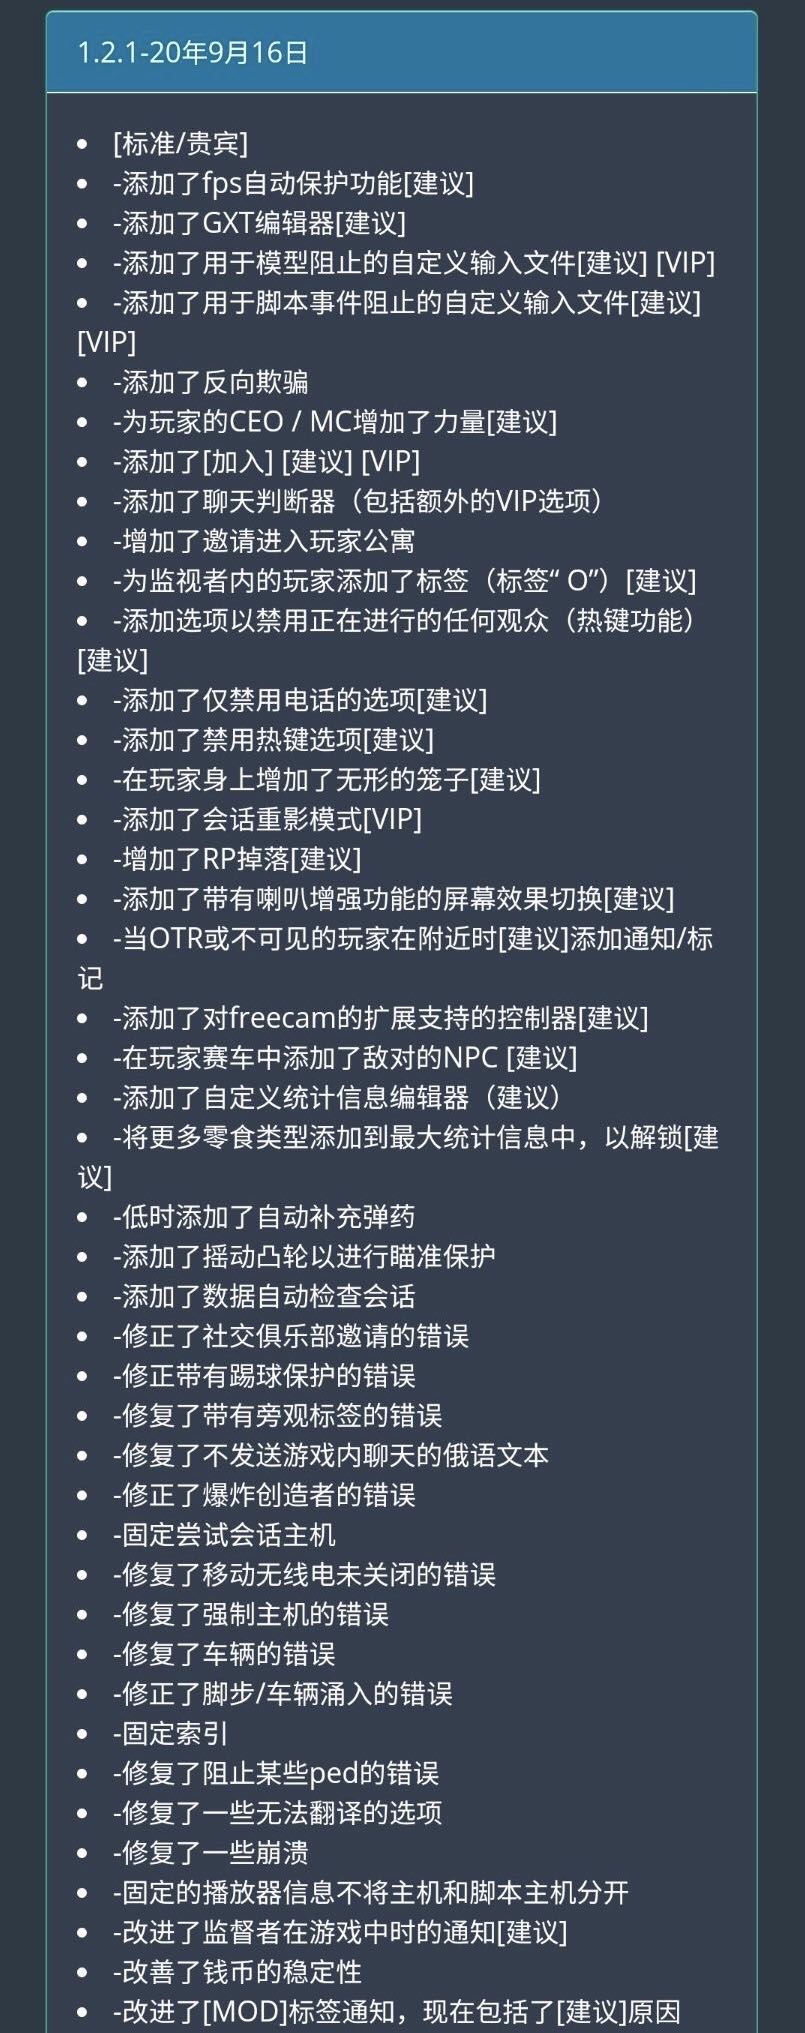 1.2.1-20年9月16日
[标准/贵宾]
-添加了fps自动保护功能[建议]
-添加了GXT编辑器[建议]
-添加了用于模型阻止的自定义输入文件[建议] [VIP]
-添加了用于脚本事件阻止的自定义输入文件[建议]
[VIP]
-添加了反向欺骗
-为玩家的CEO / MC增加了力量[建议]
-添加了[加入] [建议] [VIP]
-添加了聊天判断器（包括额外的VIP选项）
-增加了邀请进入玩家公寓
-为监视者内的玩家添加了标签（标签“ O”）[建议]
-添加选项以禁用正在进行的任何观众（热键功能）
[建议]
-添加了仅禁用电话的选项[建议]
-添加了禁用热键选项[建议]
-在玩家身上增加了无形的笼子[建议]
-添加了会话重影模式[VIP]
-增加了RP掉落[建议]
-添加了带有喇叭增强功能的屏幕效果切换[建议]
-当OTR或不可见的玩家在附近时[建议]添加通知/标
记
-添加了对freecam的扩展支持的控制器[建议]
-在玩家赛车中添加了敌对的NPC [建议]
-添加了自定义统计信息编辑器（建议）
-将更多零食类型添加到最大统计信息中，以解锁[建
议]
-低时添加了自动补充弹药
-添加了摇动凸轮以进行瞄准保护
-添加了数据自动检查会话
-修正了社交俱乐部邀请的错误
-修正带有踢球保护的错误
-修复了带有旁观标签的错误
-修复了不发送游戏内聊天的俄语文本
-修正了爆炸创造者的错误
-固定尝试会话主机
-修复了移动无线电未关闭的错误
-修复了强制主机的错误
-修复了车辆的错误
-修正了脚步/车辆涌入的错误
-固定索引
-修复了阻止某些ped的错误
-修复了一些无法翻译的选项
-修复了一些崩溃
-固定的播放器信息不将主机和脚本主机分开
-改进了监督者在游戏中时的通知[建议]
-改善了钱币的稳定性
-改进了[MOD]标签通知，现在包括了[建议]原因